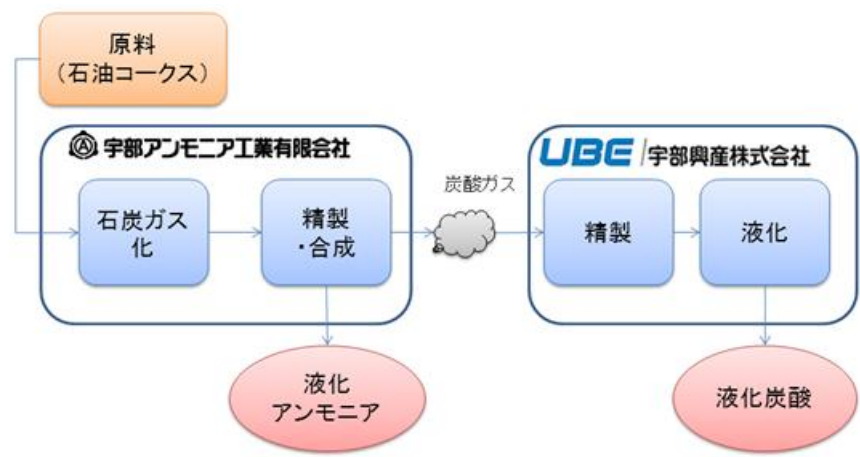 原料
（石油コークス）
宇部アンモニア工業有限会社
UBE 宇部興産株式会社
炭酸ガス
石炭ガス
化
精製
・合成
精製
液化
液化
アンモニア
液化炭酸